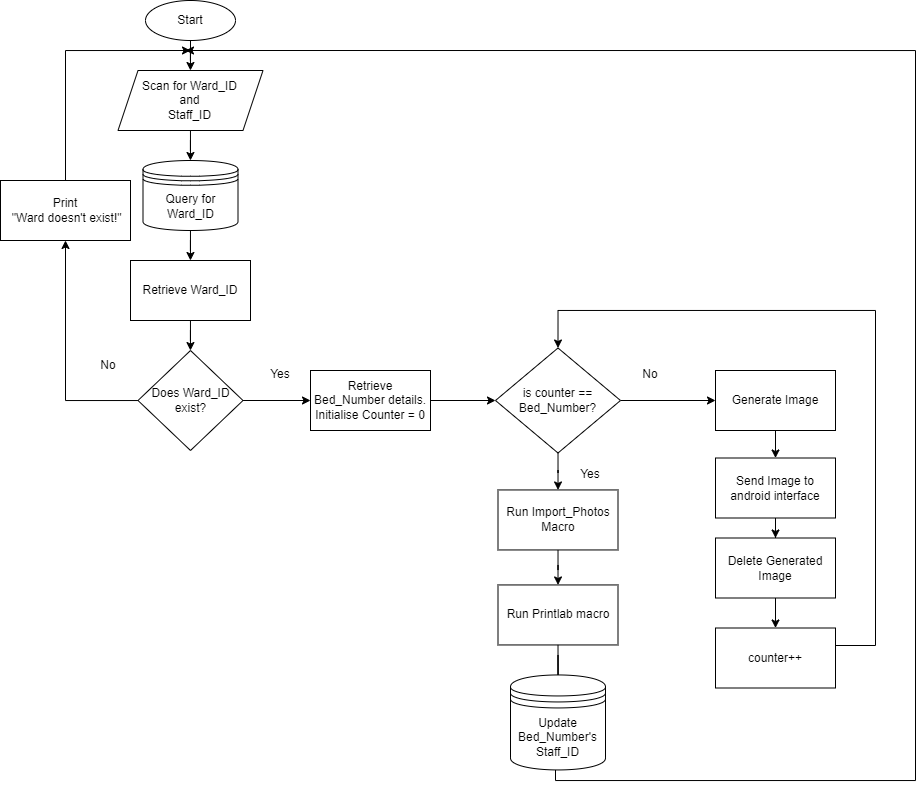 Start
Scan for Ward_ID
and
Staff_ID
Query for
Ward_ID
Print
"Ward doesn't exist!"
Retrieve Ward_ID
No
Does Ward_ID
exist?
Yes
Retrieve
Bed_Number details.
Initialise Counter = 0
is counter ==
Bed_Number?
No
Generate Image
Yes
Send Image to
android interface
Run Import_Photos
Macro
Delete Generated
Image
Run Printlab macro
counter++
Update
Bed_Number's
Staff_ID